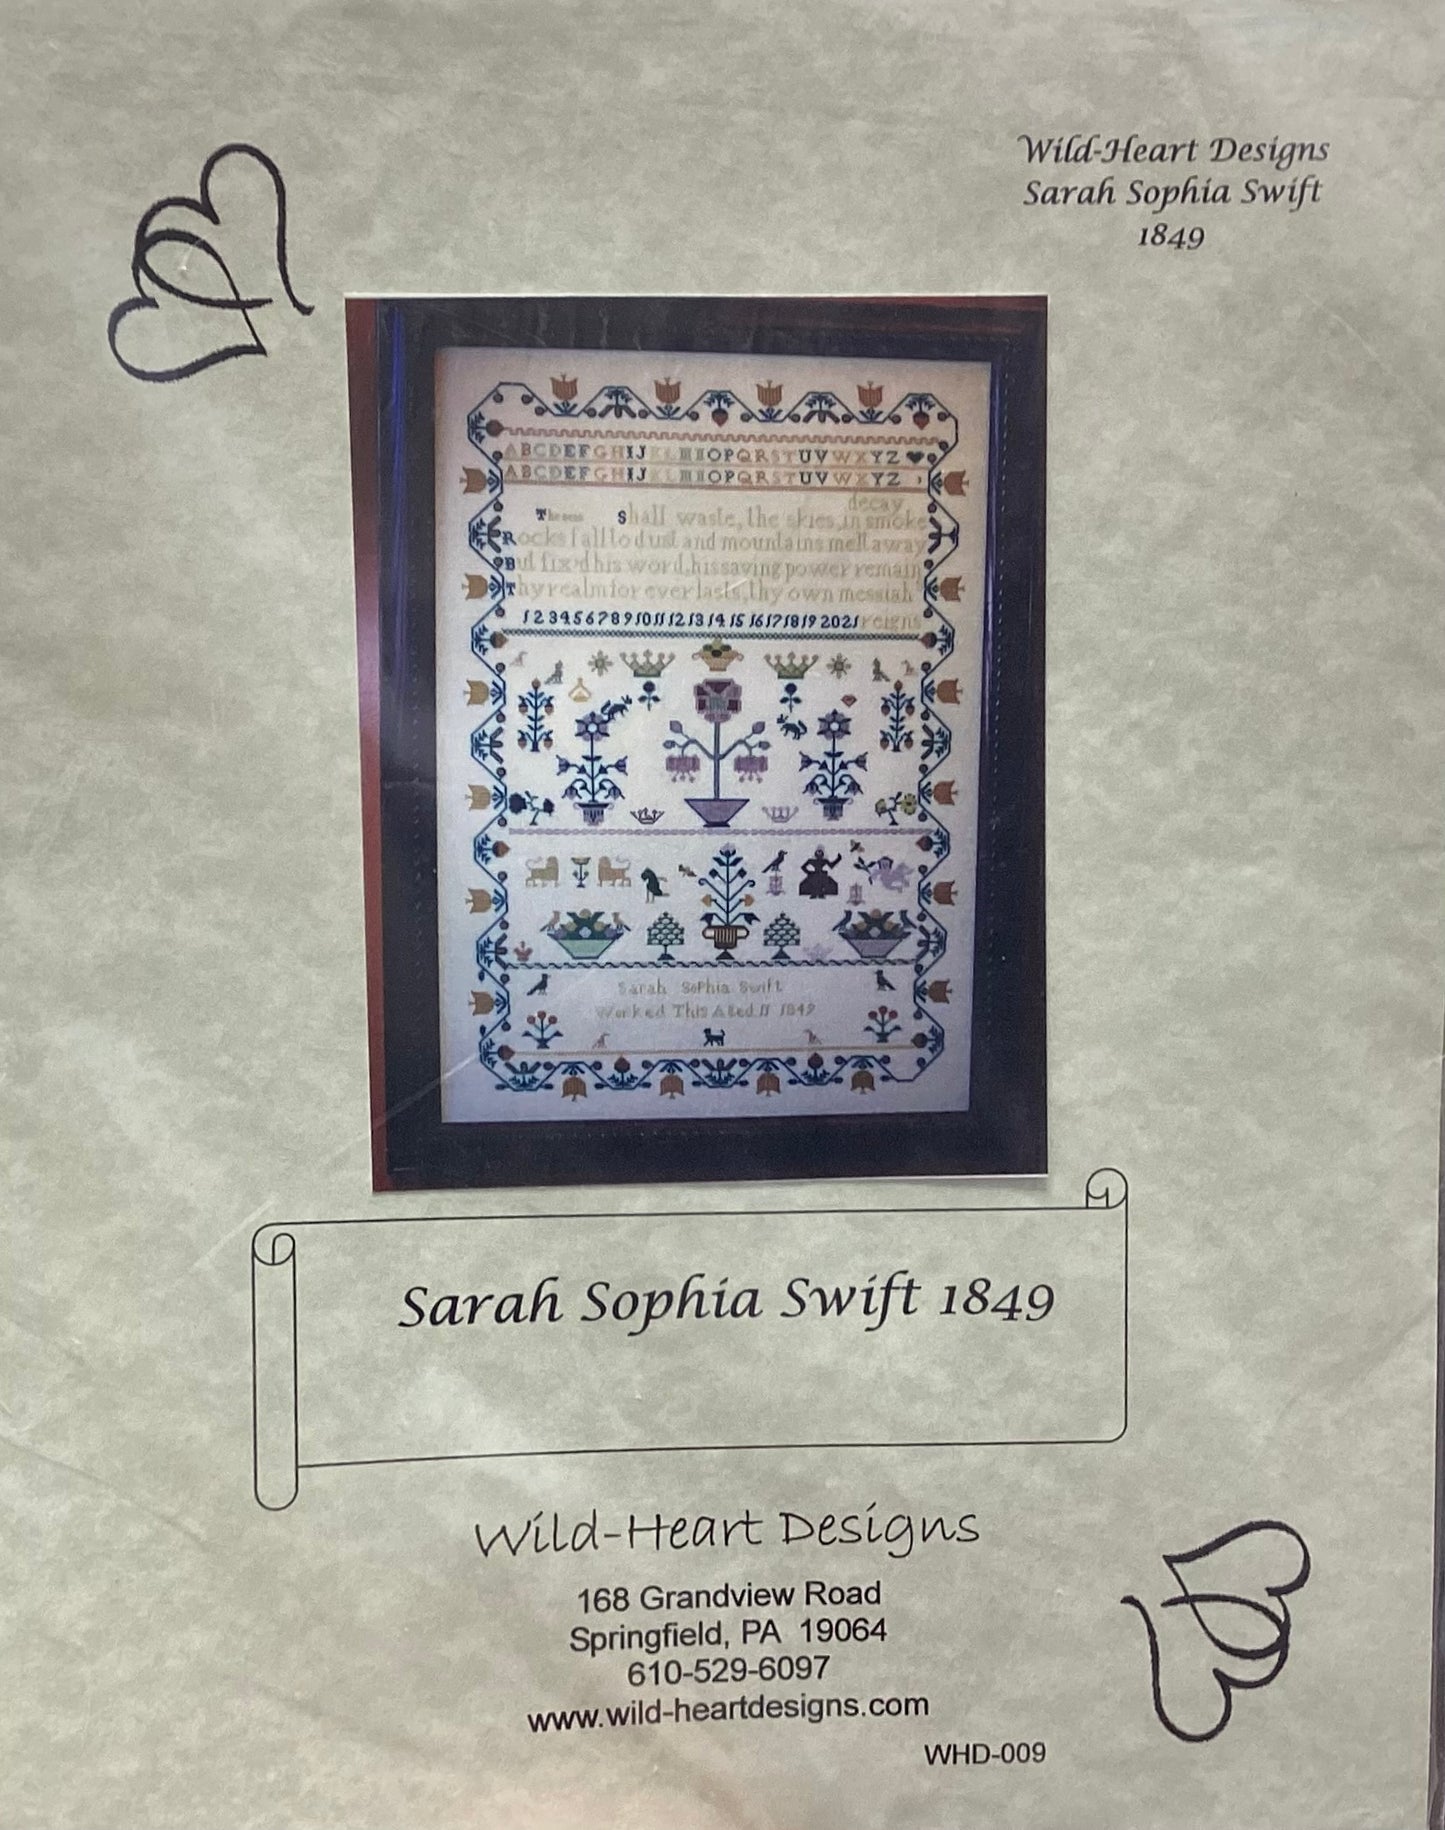 Wild-Heart Designs
Sarah Sophia Swift
1849
ABCDEFGHIJKLMNOPQRSTUVWXYZ
ABCDEFGHIJKLMNOPQRSTUVWXYZ
decay
The seas Shall waste, the skies, in smoke
Rocks fall to dust and mountains melt away
But fix'd his word, his saving power remain
Thy realm for ever lasts, thy own messiah
1 2 3 4 5 6 7 8 9 10 11 12 13 14 15 16 17 18 19 20 21 reigns
Sarah SoPhia Swift
Worked This A 11 1849
Sarah Sophia Swift 1849
Wild-Heart Designs
168 Grandview Road
Springfield, PA 19064
610-529-6097
www.wild-heartdesigns.com
WHD-009